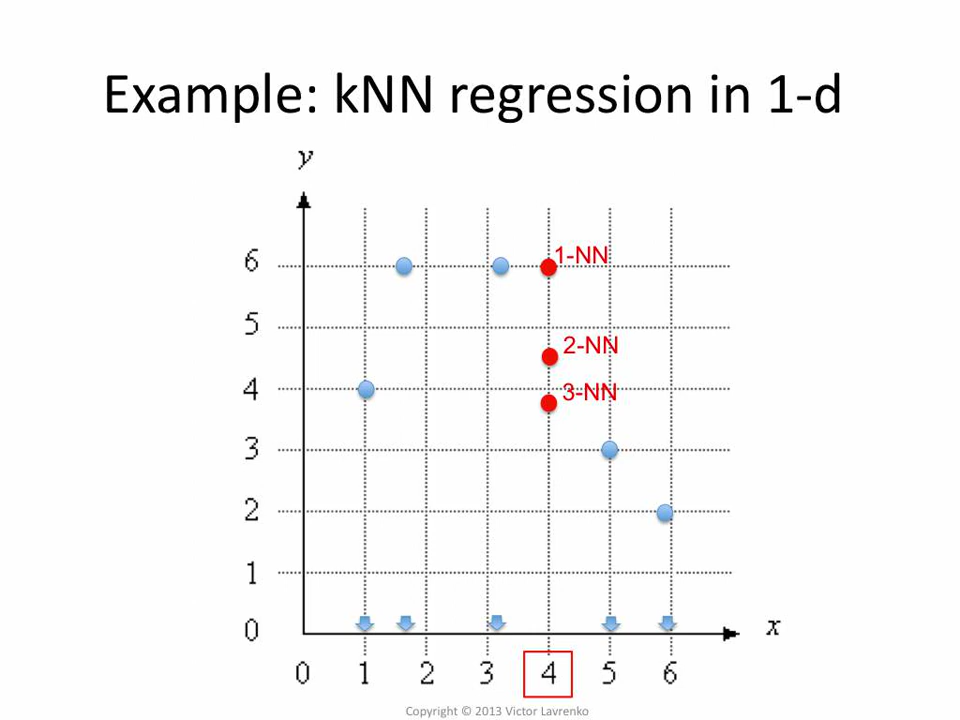 Example: kNN regression in 1-d
y
6
1-NN
5
2-NN
4
3-NN
3
2
1
0
x
0 1 2 3 4 5 6
Copyright © 2013 Victor Lavrenko